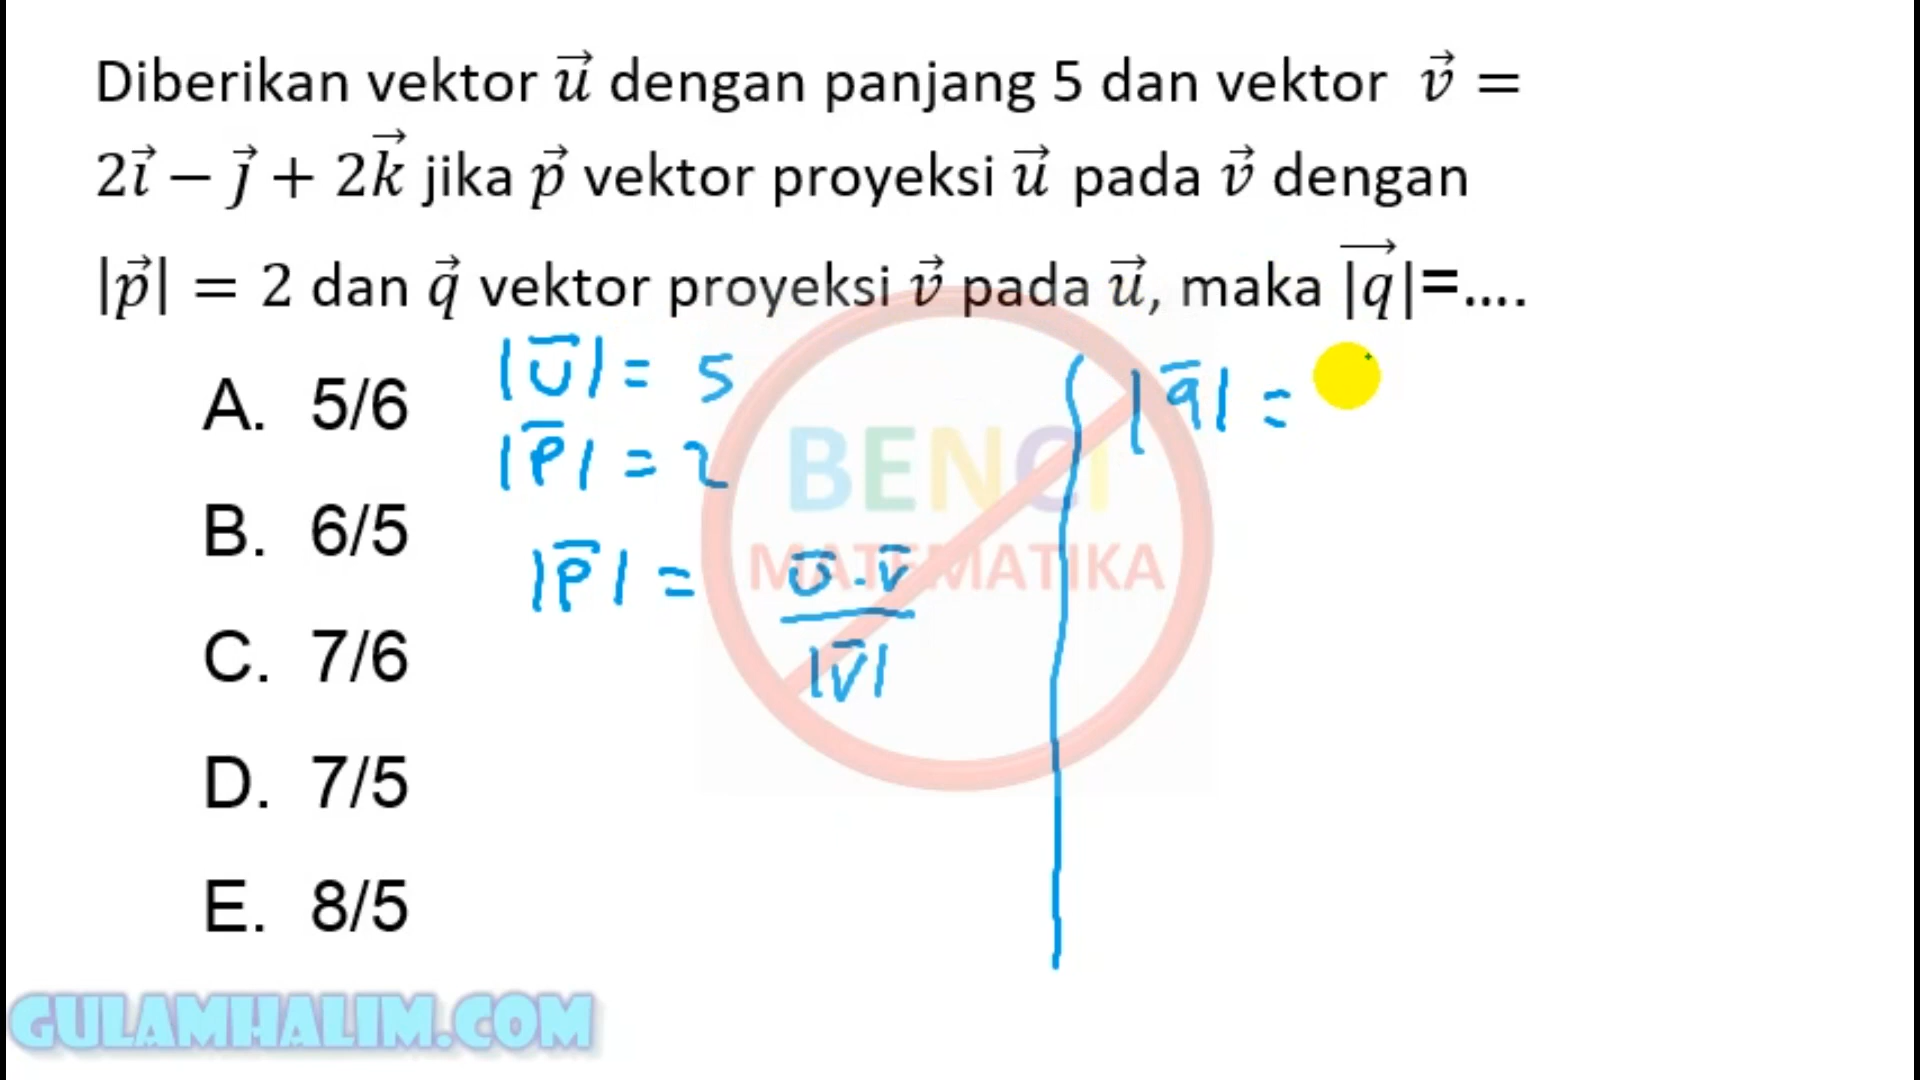 Diberikan vektor u⃗ dengan panjang 5 dan vektor v⃗ =
2i⃗ − j⃗ + 2k⃗ jika p⃗ vektor proyeksi u⃗ pada v⃗ dengan
|p⃗| = 2 dan q⃗ vektor proyeksi v⃗ pada u⃗, maka |q⃗|=....
A. 5/6
B. 6/5
C. 7/6
D. 7/5
E. 8/5
|u̅| = 5
|p̅| = 2
|p̅| = u̅ . v̅ / |v̅|
|q̅| =
BENCI
MATEMATIKA
GULAMHALIM.COM